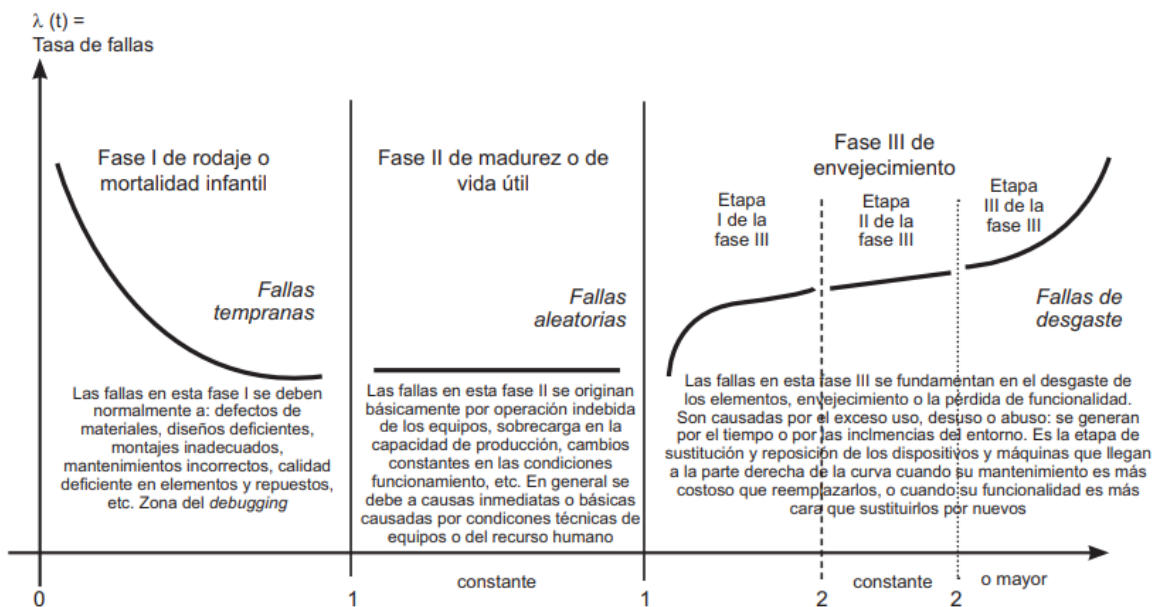 λ (t) =
Tasa de fallas
Fase I de rodaje o
mortalidad infantil
Fallas
tempranas
Las fallas en esta fase I se deben
normalmente a: defectos de
materiales, diseños deficientes,
montajes inadecuados,
mantenimientos incorrectos, calidad
deficiente en elementos y repuestos,
etc. Zona del debugging
Fase II de madurez o de
vida útil
Fallas
aleatorias
Las fallas en esta fase II se originan
básicamente por operación indebida
de los equipos, sobrecarga en la
capacidad de producción, cambios
constantes en las condiciones
funcionamiento, etc. En general se
debe a causas inmediatas o básicas
causadas por condicones técnicas de
equipos o del recurso humano
Fase III de
envejecimiento
Etapa
I de la
fase III
Etapa
II de la
fase III
Etapa
III de la
fase III
Fallas de
desgaste
Las fallas en esta fase III se fundamentan en el desgaste de
los elementos, envejecimiento o la pérdida de funcionalidad.
Son causadas por el exceso uso, desuso o abuso: se generan
por el tiempo o por las inclmencias del entorno. Es la etapa de
sustitución y reposición de los dispositivos y máquinas que llegan
a la parte derecha de la curva cuando su mantenimiento es más
costoso que reemplazarlos, o cuando su funcionalidad es más
cara que sustituirlos por nuevos
constante
constante
o mayor
0
1
1
2
2